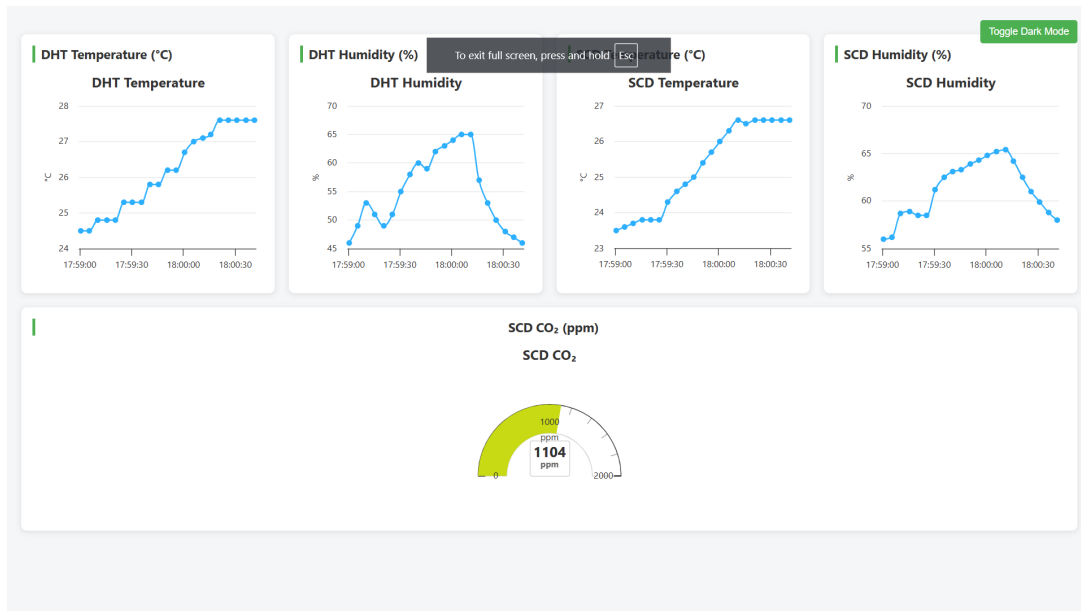 Toggle Dark Mode
DHT Temperature (°C)
DHT Temperature
28
27
26
25
24
°C
17:59:00 17:59:30 18:00:00 18:00:30
DHT Humidity (%)
DHT Humidity
70
65
60
55
50
45
%
17:59:00 17:59:30 18:00:00 18:00:30
To exit full screen, press and hold Esc
SCD Temperature (°C)
SCD Temperature
27
26
25
24
23
°C
17:59:00 17:59:30 18:00:00 18:00:30
SCD Humidity (%)
SCD Humidity
70
65
60
55
%
17:59:00 17:59:30 18:00:00 18:00:30
SCD CO₂ (ppm)
SCD CO₂
1000
ppm
1104
ppm
0
2000